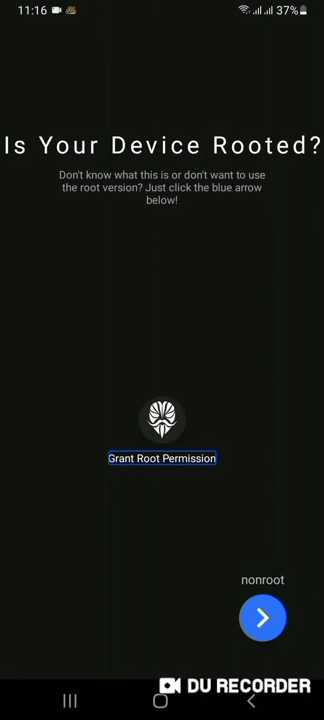 11:16
37%
Is Your Device Rooted?
Don't know what this is or don't want to use
the root version? Just click the blue arrow
below!
Grant Root Permission
nonroot
DU RECORDER